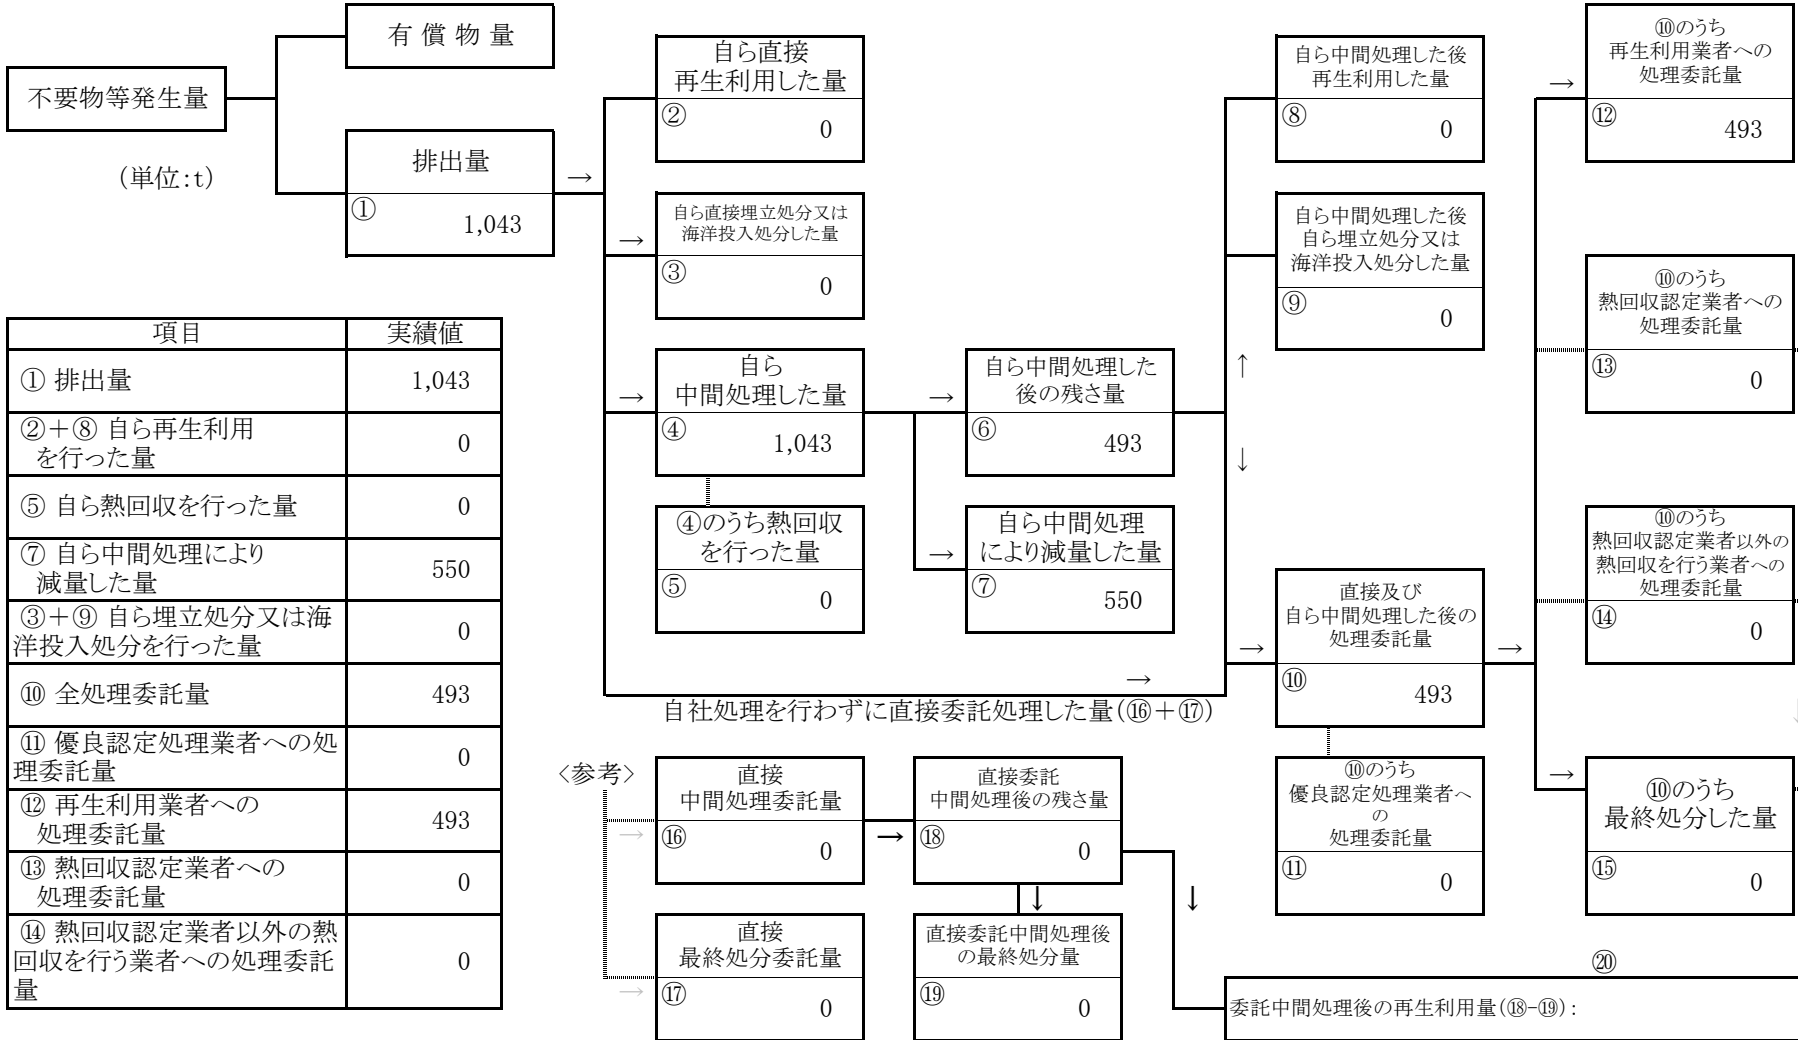 有 償 物 量
不要物等発生量
(単位:t)
排出量
①
1,043
→
自ら直接
再生利用した量
②
0
→
自ら直接埋立処分又は
海洋投入処分した量
③
0
→
自ら
中間処理した量
④
1,043
④のうち熱回収
を行った量
⑤
0
→
自ら中間処理した
後の残さ量
⑥
493
→
自ら中間処理
により減量した量
⑦
550
自ら中間処理した後
再生利用した量
⑧
0
自ら中間処理した後
自ら埋立処分又は
海洋投入処分した量
⑨
0
↑
↓
→
直接及び
自ら中間処理した後の
処理委託量
⑩
493
→
⑩のうち
優良認定処理業者へ
の
処理委託量
⑪
0
→
⑩のうち
再生利用業者への
処理委託量
⑫
493
⑩のうち
熱回収認定業者への
処理委託量
⑬
0
⑩のうち
熱回収認定業者以外の
熱回収を行う業者への
処理委託量
⑭
0
→
⑩のうち
最終処分した量
⑮
0
→
自社処理を行わずに直接委託処理した量(⑯+⑰)
<参考>
→
直接
中間処理委託量
⑯
0
→
直接委託
中間処理後の残さ量
⑱
0
→
直接
最終処分委託量
⑰
0
↓
直接委託中間処理後
の最終処分量
⑲
0
↓
⑳
委託中間処理後の再生利用量(⑱-⑲):
項目 実績値
① 排出量 1,043
②+⑧ 自ら再生利用
を行った量 0
⑤ 自ら熱回収を行った量 0
⑦ 自ら中間処理により
減量した量 550
③+⑨ 自ら埋立処分又は海
洋投入処分を行った量 0
⑩ 全処理委託量 493
⑪ 優良認定処理業者への処
理委託量 0
⑫ 再生利用業者への
処理委託量 493
⑬ 熱回収認定業者への
処理委託量 0
⑭ 熱回収認定業者以外の熱
回収を行う業者への処理委託
量 0